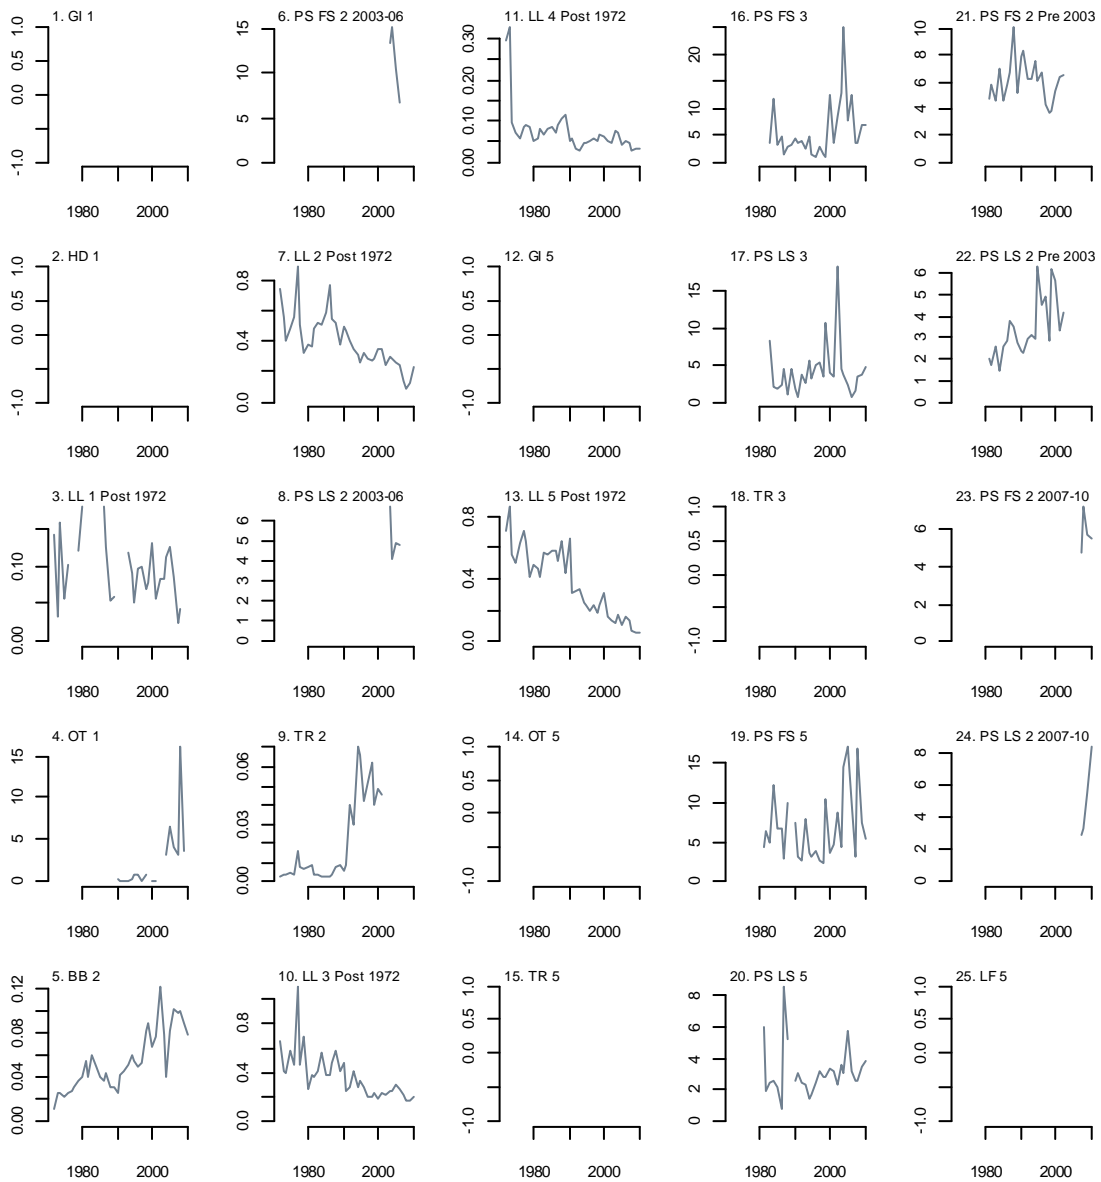 1. GI 1
-1.0 0.0 0.5 1.0
1980 2000
6. PS FS 2 2003-06
0 5 10 15
1980 2000
11. LL 4 Post 1972
0.00 0.10 0.20 0.30
1980 2000
16. PS FS 3
0 5 10 20
1980 2000
21. PS FS 2 Pre 2003
0 2 4 6 8 10
1980 2000
2. HD 1
-1.0 0.0 0.5 1.0
1980 2000
7. LL 2 Post 1972
0.0 0.4 0.8
1980 2000
12. GI 5
-1.0 0.0 0.5 1.0
1980 2000
17. PS LS 3
0 5 10 15
1980 2000
22. PS LS 2 Pre 2003
0 1 2 3 4 5 6
1980 2000
3. LL 1 Post 1972
0.00 0.10
1980 2000
8. PS LS 2 2003-06
0 1 2 3 4 5 6
1980 2000
13. LL 5 Post 1972
0.0 0.4 0.8
1980 2000
18. TR 3
-1.0 0.0 0.5 1.0
1980 2000
23. PS FS 2 2007-10
0 2 4 6
1980 2000
4. OT 1
0 5 10 15
1980 2000
9. TR 2
0.00 0.03 0.06
1980 2000
14. OT 5
-1.0 0.0 0.5 1.0
1980 2000
19. PS FS 5
0 5 10 15
1980 2000
24. PS LS 2 2007-10
0 2 4 6 8
1980 2000
5. BB 2
0.00 0.04 0.08 0.12
1980 2000
10. LL 3 Post 1972
0.0 0.4 0.8
1980 2000
15. TR 5
-1.0 0.0 0.5 1.0
1980 2000
20. PS LS 5
0 2 4 6 8
1980 2000
25. LF 5
-1.0 0.0 0.5 1.0
1980 2000